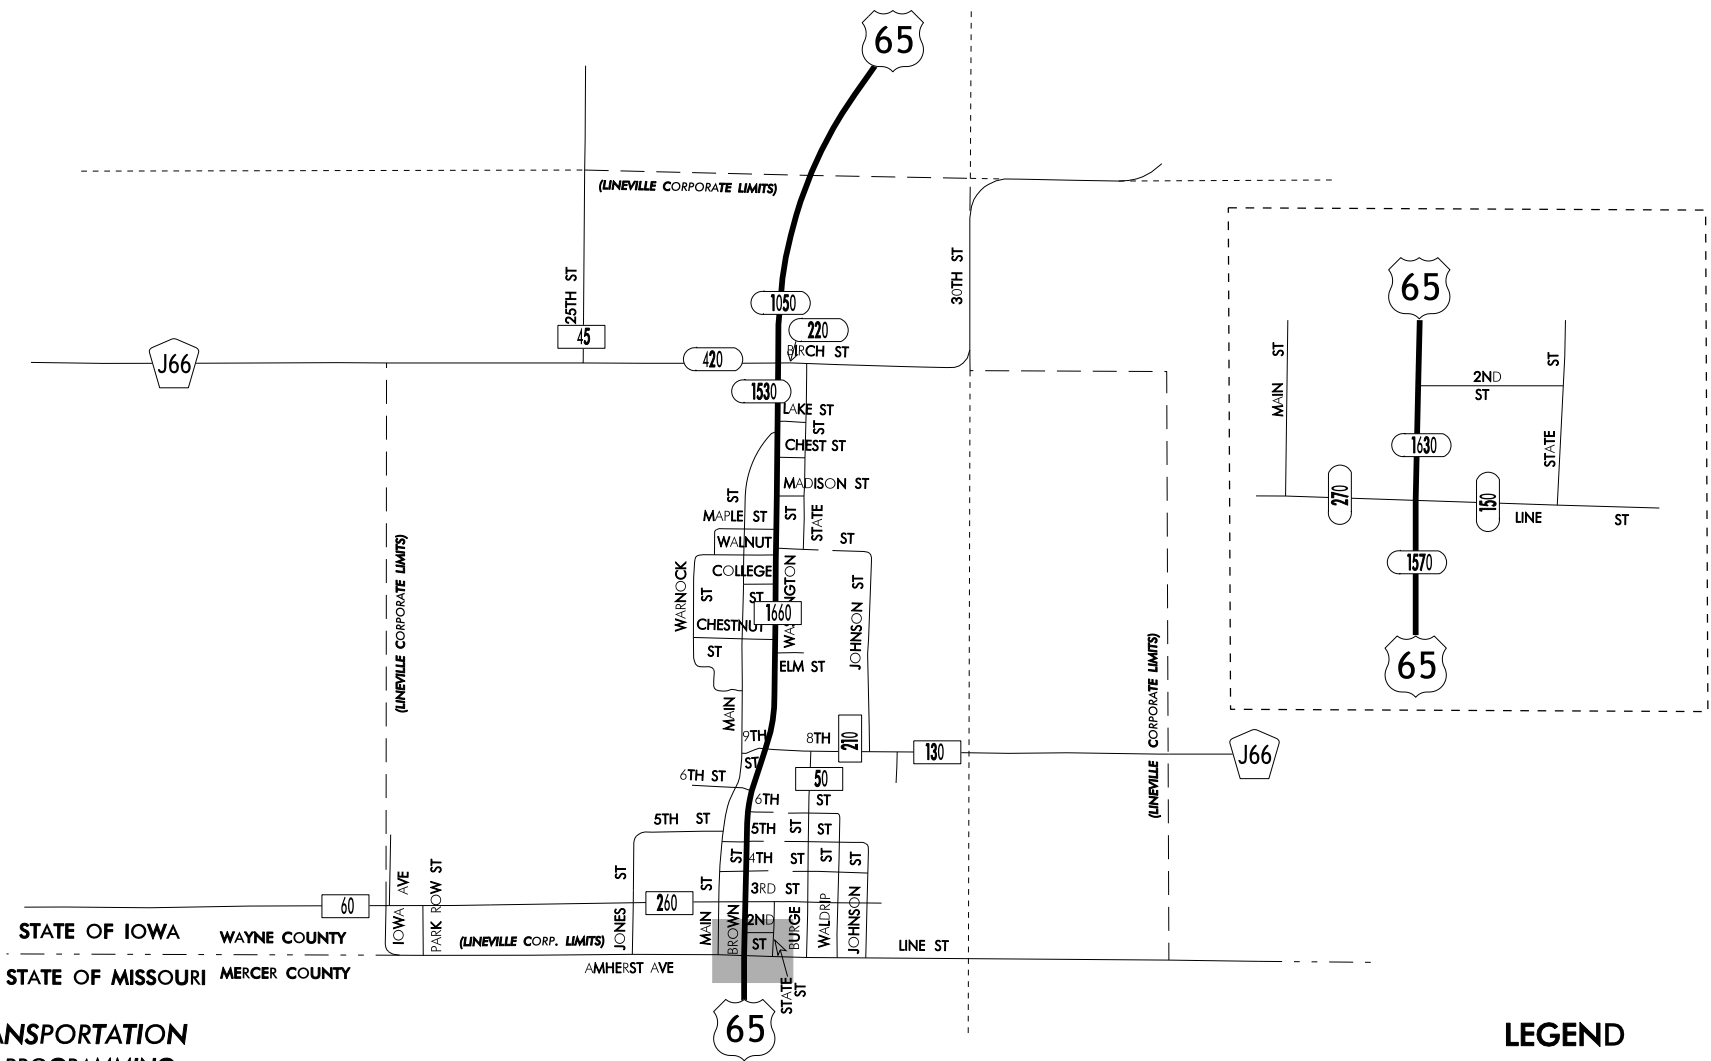 65
(LINEVILLE CORPORATE LIMITS)
25TH ST
30TH ST
1050
220
45
BIRCH ST
J66
420
1530
LAKE ST
ST
CHEST ST
MADISON ST
ST
MAPLE ST
ST
STATE
WALNUT
ST
COLLEGE
WARNOCK
ST
ST
1660
CHESTNUT
JOHNSON ST
ST
ELM ST
(LINEVILLE CORPORATE LIMITS)
(LINEVILLE CORPORATE LIMITS)
MAIN
9TH
ST
8TH
210
130
J66
6TH ST
50
6TH
ST
5TH ST
5TH
ST
ST
ST
4TH
ST
ST
ST
3RD ST
IOWA AVE
PARK ROW ST
JONES ST
MAIN ST
BROWN
BURGE
WALDRIP
JOHNSON
60
260
2ND
ST
STATE OF IOWA
WAYNE COUNTY
(LINEVILLE CORP. LIMITS)
LINE ST
STATE OF MISSOURI
MERCER COUNTY
AMHERST AVE
STATE
ST
65
65
MAIN ST
2ND
ST
STATE ST
1630
270
150
LINE ST
1570
65
ANSPORTATION
PROGRAMMING
LEGEND